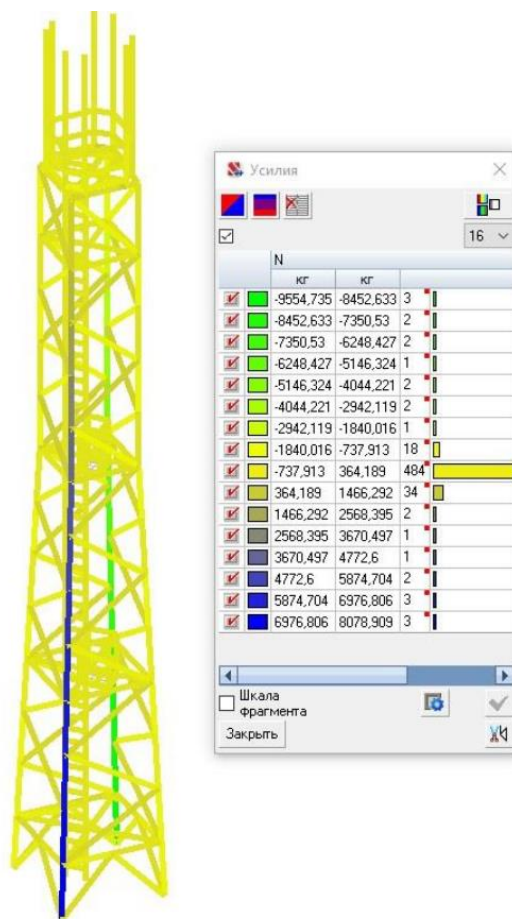 Усилия
16
N
кг кг
-9554,735 -8452,633 3
-8452,633 -7350,53 2
-7350,53 -6248,427 2
-6248,427 -5146,324 1
-5146,324 -4044,221 2
-4044,221 -2942,119 2
-2942,119 -1840,016 1
-1840,016 -737,913 18
-737,913 364,189 484
364,189 1466,292 34
1466,292 2568,395 2
2568,395 3670,497 1
3670,497 4772,6 1
4772,6 5874,704 2
5874,704 6976,806 3
6976,806 8078,909 3
Шкала
фрагмента
Закрыть